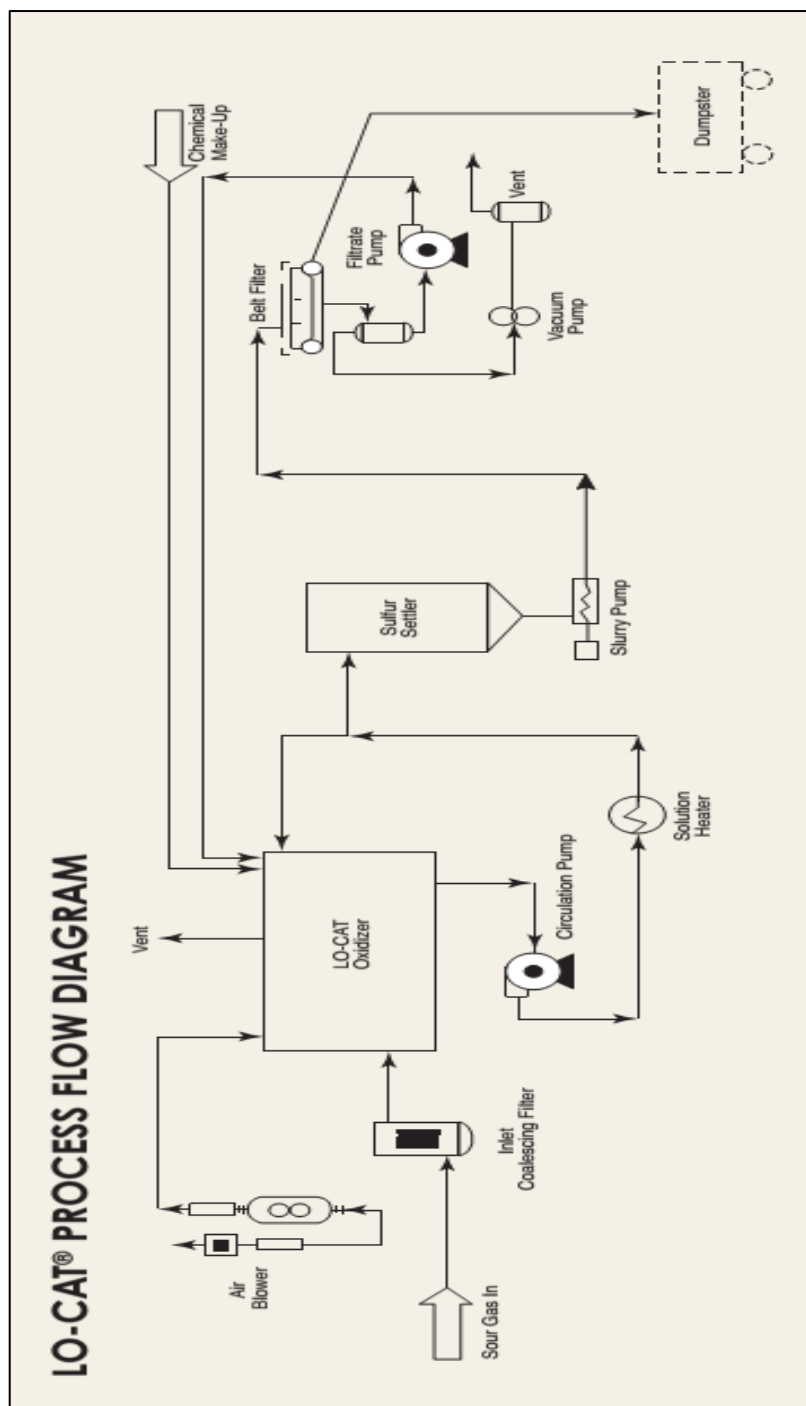 LO-CAT® PROCESS FLOW DIAGRAM
Air
Blower
Vent
Chemical
Make-Up
Sour Gas In
Inlet
Coalescing Filter
LO-CAT
Oxidizer
Circulation Pump
Solution
Heater
Sulfur
Settler
Slurry Pump
Belt Filter
Filtrate
Pump
Vacuum
Pump
Vent
Dumpster